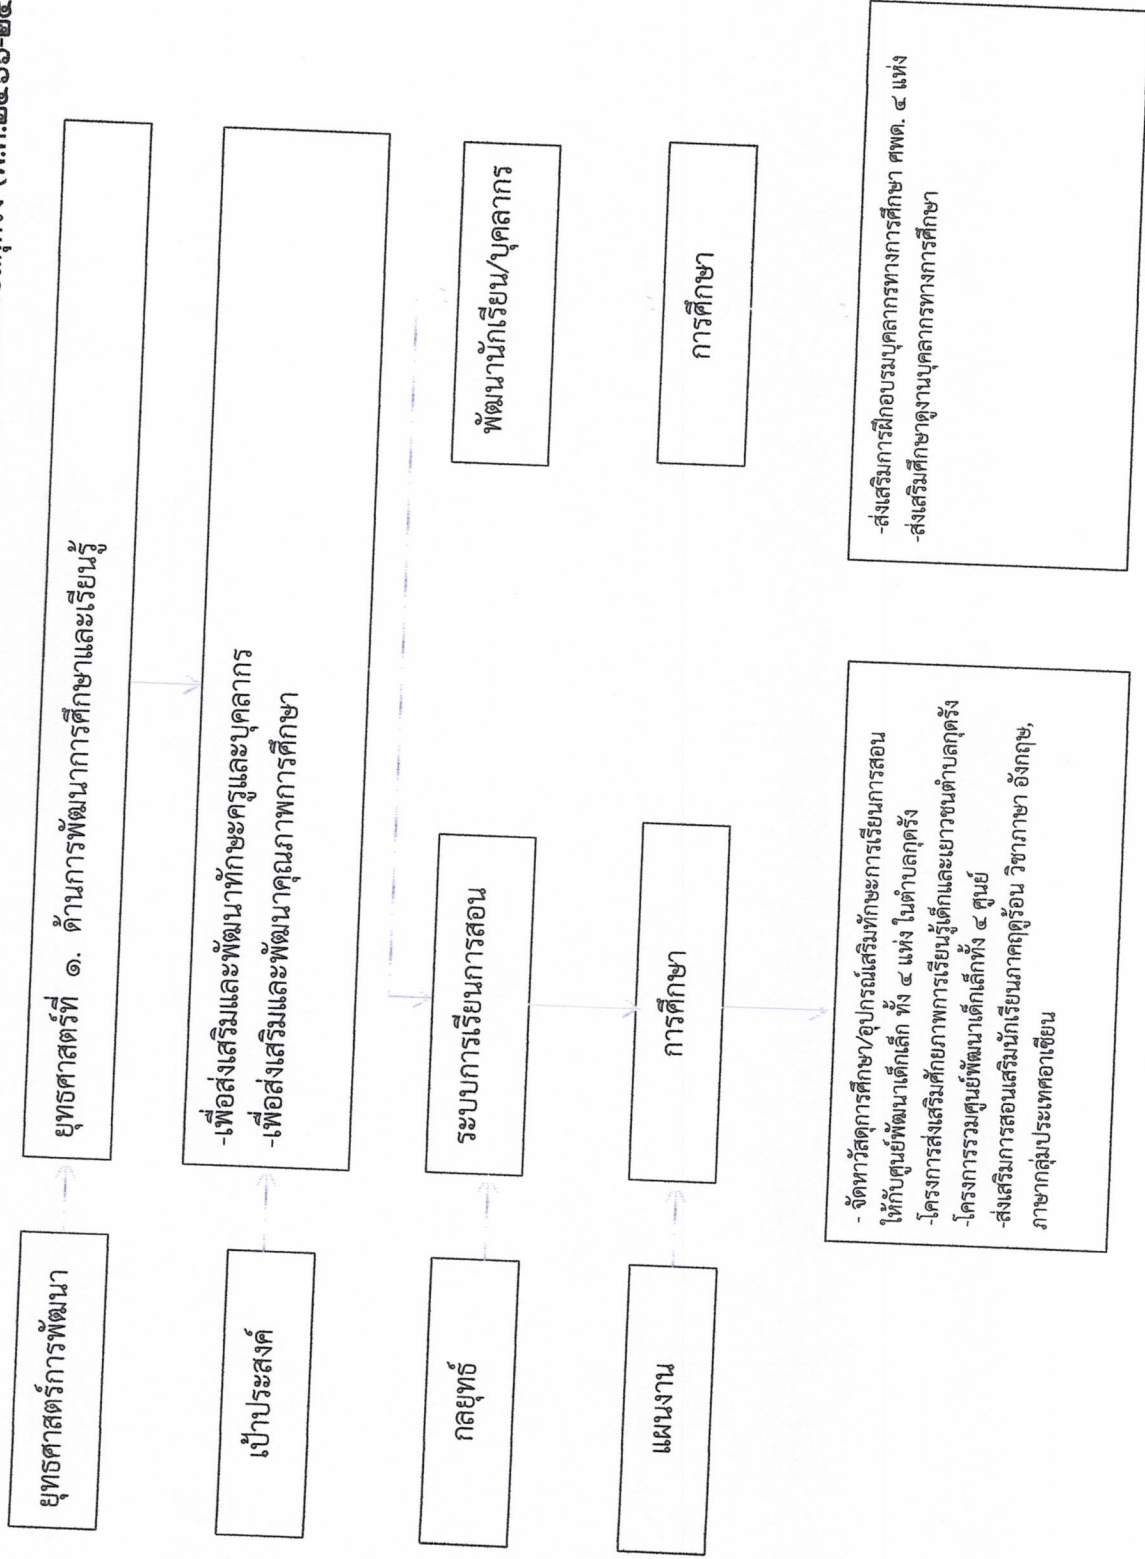 (พ.ศ.๒๕๖๖-๒๕
ยุทธศาสตร์การพัฒนา
ยุทธศาสตร์ที่ ๑. ด้านการพัฒนาการศึกษาและเรียนรู้
เป้าประสงค์
-เพื่อส่งเสริมและพัฒนาทักษะครูและบุคลากร
-เพื่อส่งเสริมและพัฒนาคุณภาพการศึกษา
กลยุทธ์
ระบบการเรียนการสอน
พัฒนานักเรียน/บุคลากร
แผนงาน
การศึกษา
การศึกษา
- จัดหาวัสดุการศึกษา/อุปกรณ์เสริมทักษะการเรียนการสอน
ให้กับศูนย์พัฒนาเด็กเล็ก ทั้ง ๔ แห่ง ในตำบลกุดรัง
-โครงการส่งเสริมศักยภาพการเรียนรู้เด็กและเยาวชนตำบลกุดรัง
-โครงการรวมศูนย์พัฒนาเด็กเล็กทั้ง ๔ ศูนย์
-ส่งเสริมการสอนเสริมนักเรียนภาคฤดูร้อน วิชาภาษา อังกฤษ,
ภาษากลุ่มประเทศอาเซียน
-ส่งเสริมการฝึกอบรมบุคลากรทางการศึกษา ศพด. ๔ แห่ง
-ส่งเสริมศึกษาดูงานบุคลากรทางการศึกษา